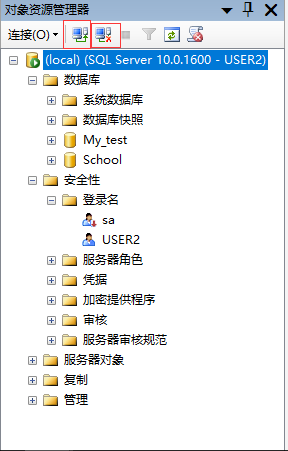 对象资源管理器
连接(O)
(local) (SQL Server 10.0.1600 - USER2)
数据库
系统数据库
数据库快照
My_test
School
安全性
登录名
sa
USER2
服务器角色
凭据
加密提供程序
审核
服务器审核规范
服务器对象
复制
管理